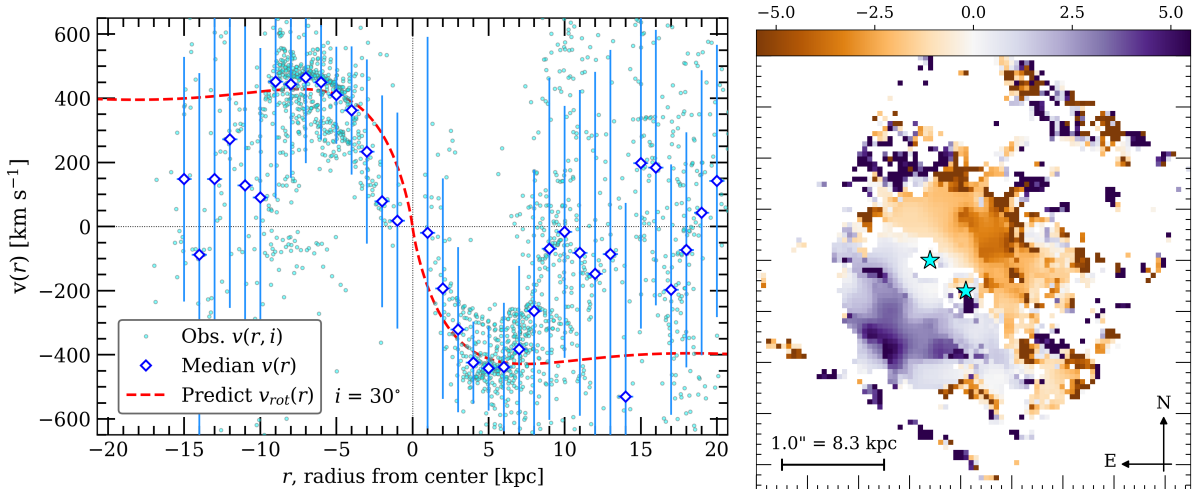 600
400
200
0
−200
−400
−600
v(r) [km s⁻¹]
Obs. v(r, i)
Median v(r)
Predict v_rot(r) i = 30°
−20 −15 −10 −5 0 5 10 15 20
r, radius from center [kpc]
−5.0 −2.5 0.0 2.5 5.0
1.0" = 8.3 kpc
N
E